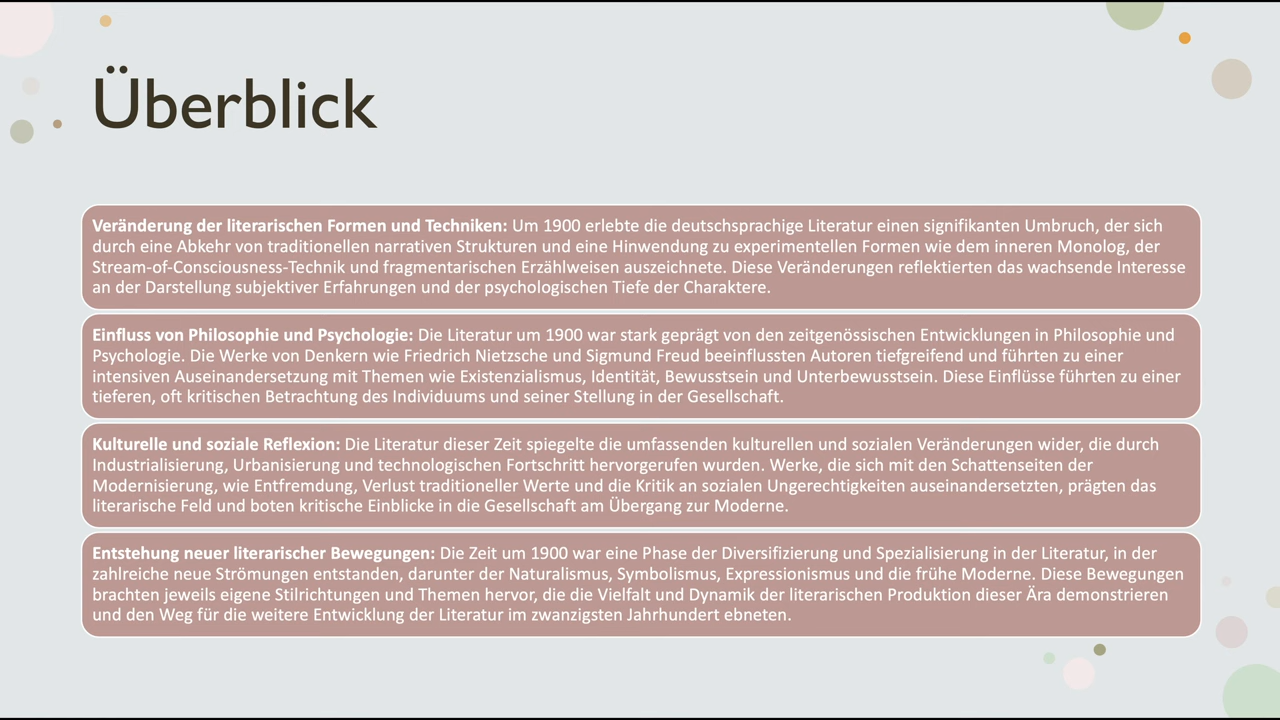 Überblick
Veränderung der literarischen Formen und Techniken: Um 1900 erlebte die deutschsprachige Literatur einen signifikanten Umbruch, der sich
durch eine Abkehr von traditionellen narrativen Strukturen und eine Hinwendung zu experimentellen Formen wie dem inneren Monolog, der
Stream-of-Consciousness-Technik und fragmentarischen Erzählweisen auszeichnete. Diese Veränderungen reflektierten das wachsende Interesse
an der Darstellung subjektiver Erfahrungen und der psychologischen Tiefe der Charaktere.
Einfluss von Philosophie und Psychologie: Die Literatur um 1900 war stark geprägt von den zeitgenössischen Entwicklungen in Philosophie und
Psychologie. Die Werke von Denkern wie Friedrich Nietzsche und Sigmund Freud beeinflussten Autoren tiefgreifend und führten zu einer
intensiven Auseinandersetzung mit Themen wie Existenzialismus, Identität, Bewusstsein und Unterbewusstsein. Diese Einflüsse führten zu einer
tieferen, oft kritischen Betrachtung des Individuums und seiner Stellung in der Gesellschaft.
Kulturelle und soziale Reflexion: Die Literatur dieser Zeit spiegelte die umfassenden kulturellen und sozialen Veränderungen wider, die durch
Industrialisierung, Urbanisierung und technologischen Fortschritt hervorgerufen wurden. Werke, die sich mit den Schattenseiten der
Modernisierung, wie Entfremdung, Verlust traditioneller Werte und die Kritik an sozialen Ungerechtigkeiten auseinandersetzten, prägten das
literarische Feld und boten kritische Einblicke in die Gesellschaft am Übergang zur Moderne.
Entstehung neuer literarischer Bewegungen: Die Zeit um 1900 war eine Phase der Diversifizierung und Spezialisierung in der Literatur, in der
zahlreiche neue Strömungen entstanden, darunter der Naturalismus, Symbolismus, Expressionismus und die frühe Moderne. Diese Bewegungen
brachten jeweils eigene Stilrichtungen und Themen hervor, die die Vielfalt und Dynamik der literarischen Produktion dieser Ära demonstrieren
und den Weg für die weitere Entwicklung der Literatur im zwanzigsten Jahrhundert ebneten.